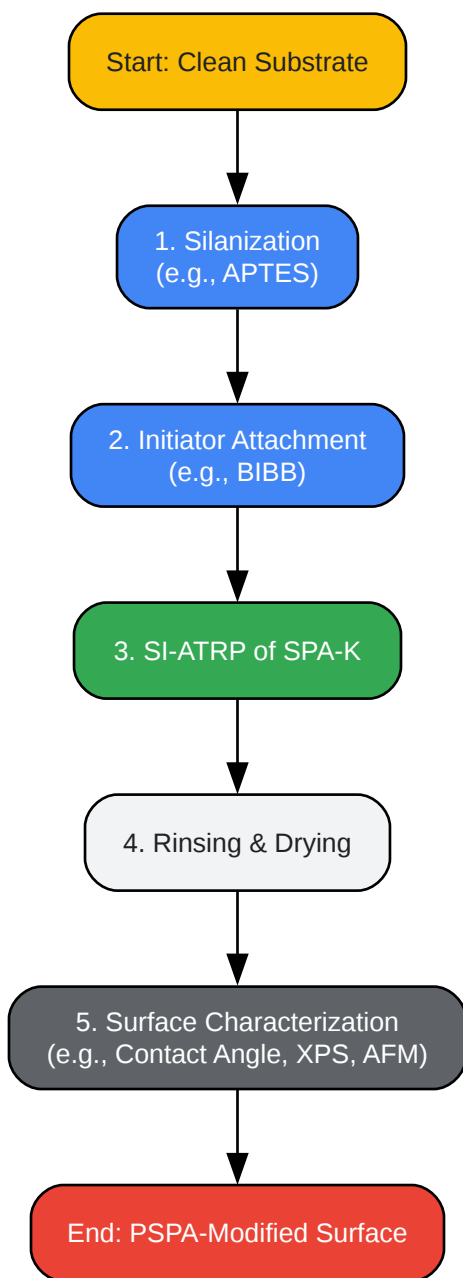 Start: Clean Substrate
1. Silanization
(e.g., APTES)
2. Initiator Attachment
(e.g., BIBB)
3. SI-ATRP of SPA-K
4. Rinsing & Drying
5. Surface Characterization
(e.g., Contact Angle, XPS, AFM)
End: PSPA-Modified Surface